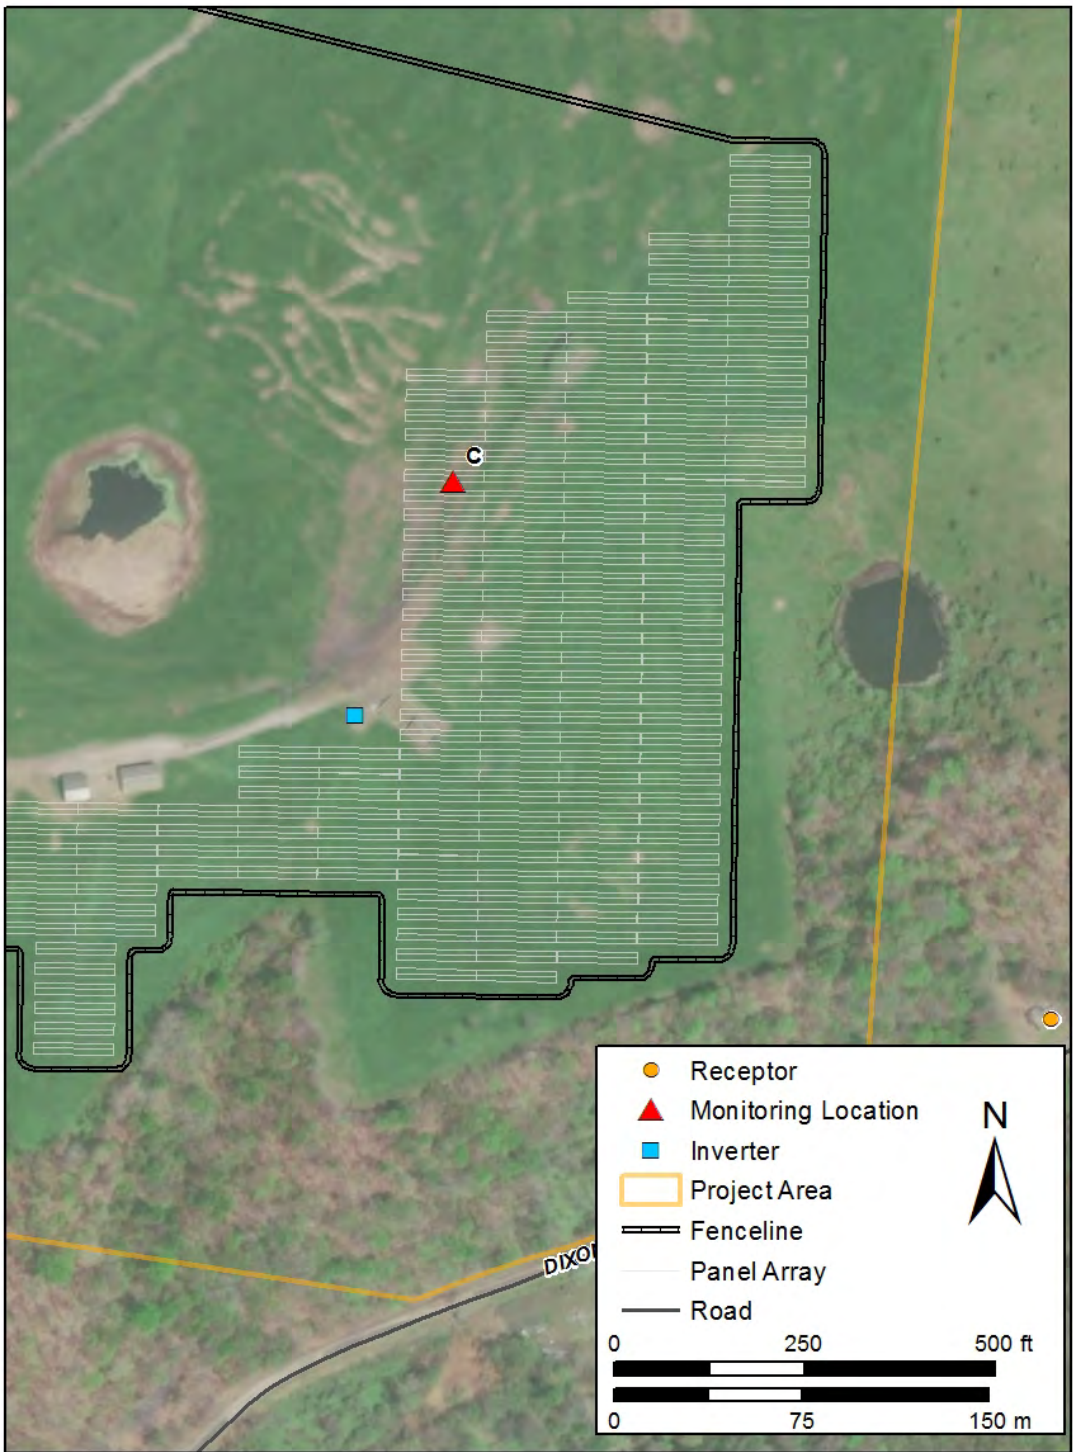 C
DIXO
Receptor
Monitoring Location
N
Inverter
Project Area
Fenceline
Panel Array
Road
0 250 500 ft
0 75 150 m